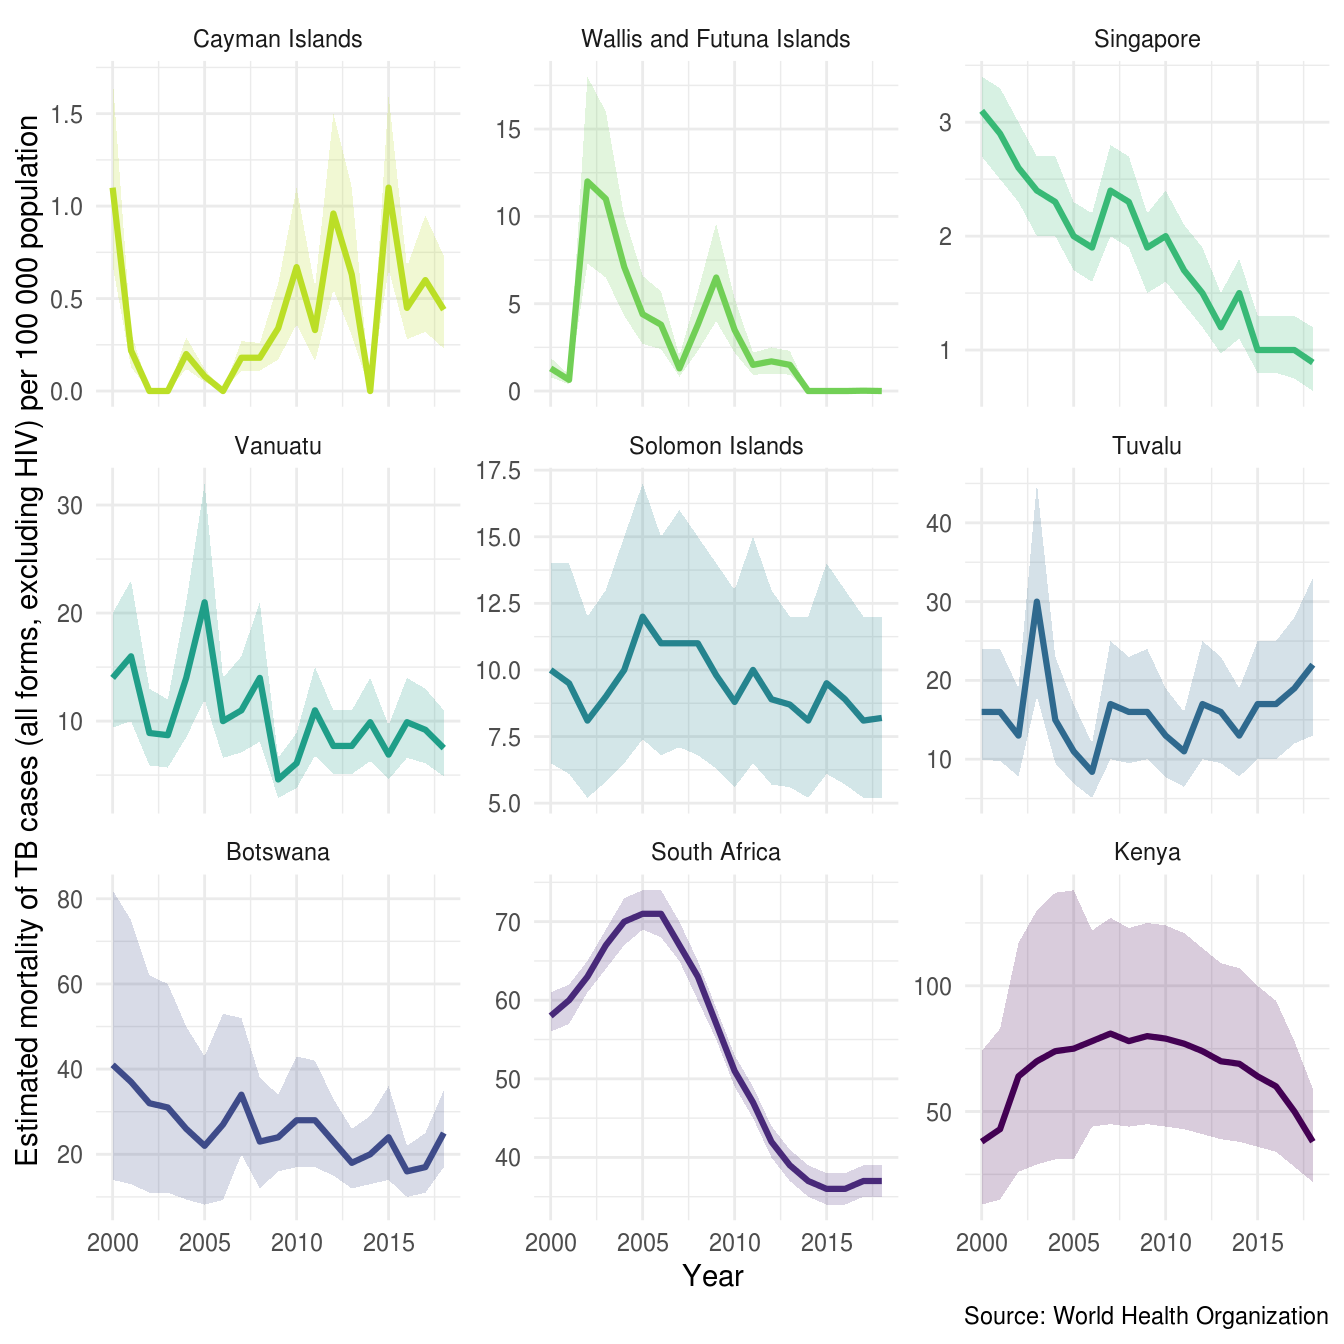 Estimated mortality of TB cases (all forms, excluding HIV) per 100 000 population
Cayman Islands
1.5
1.0
0.5
0.0
Wallis and Futuna Islands
15
10
5
0
Singapore
3
2
1
Vanuatu
30
20
10
Solomon Islands
17.5
15.0
12.5
10.0
7.5
5.0
Tuvalu
40
30
20
10
Botswana
80
60
40
20
2000 2005 2010 2015
South Africa
70
60
50
40
2000 2005 2010 2015
Kenya
100
50
2000 2005 2010 2015
Year
Source: World Health Organization